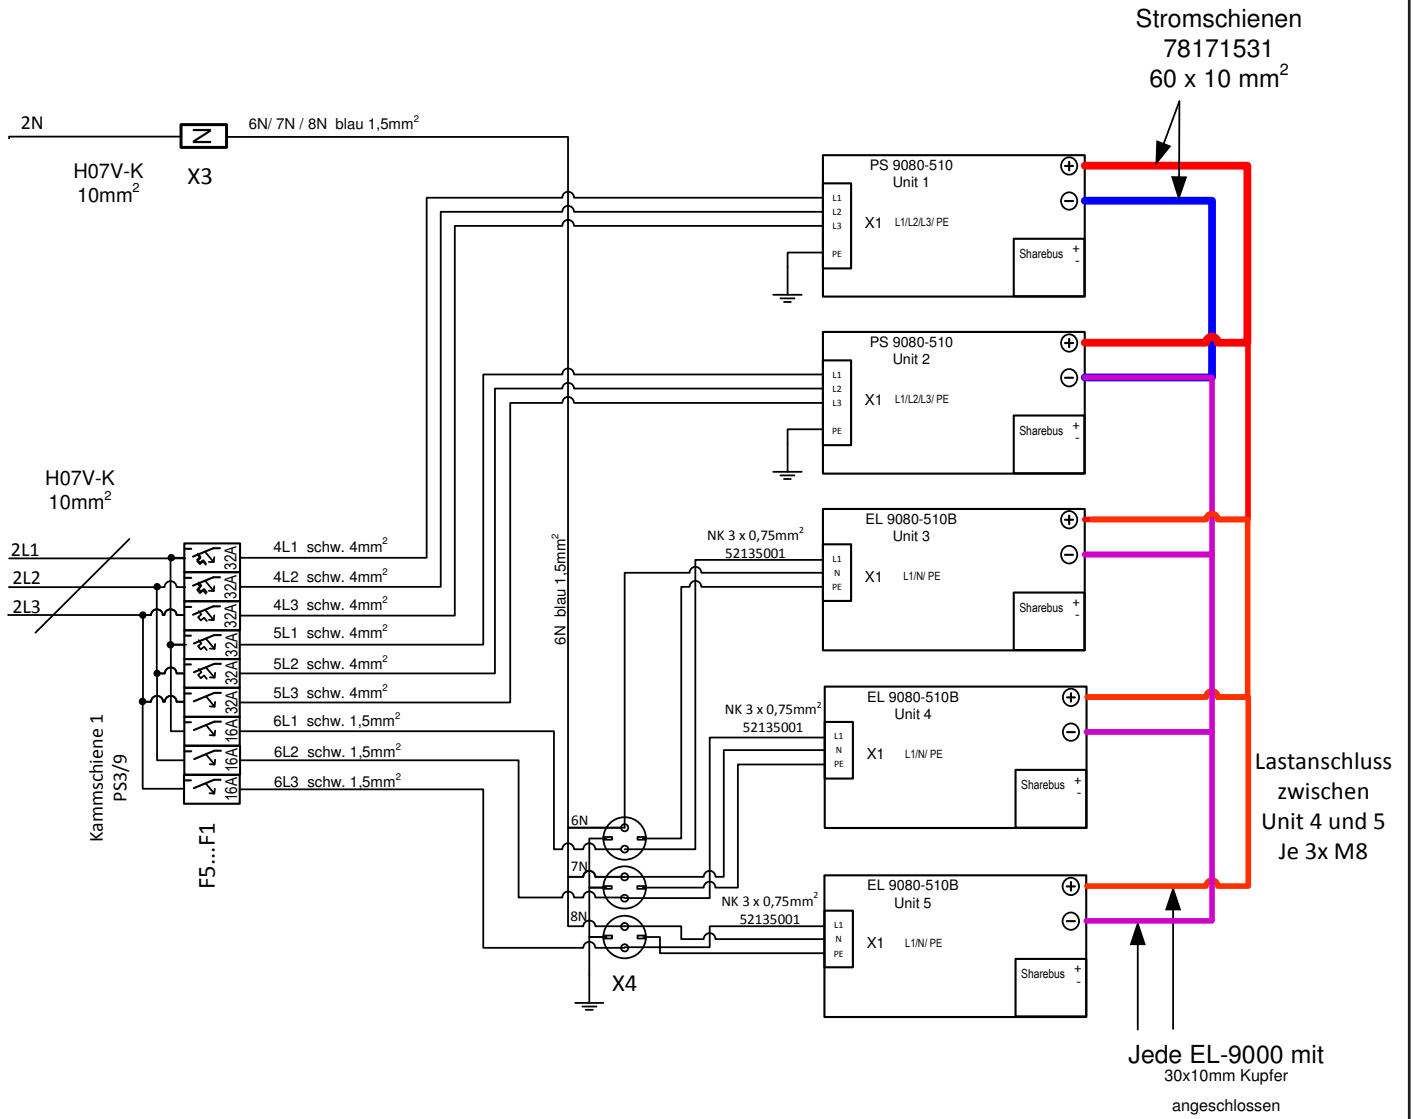 Stromschienen
78171531
60 x 10 mm²
2N
6N/ 7N / 8N blau 1,5mm²
H07V-K
10mm²
X3
PS 9080-510
Unit 1
L1
L2
L3
PE
X1 L1/L2/L3/ PE
Sharebus + -
PS 9080-510
Unit 2
L1
L2
L3
PE
X1 L1/L2/L3/ PE
Sharebus + -
H07V-K
10mm²
2L1
2L2
2L3
32A
32A
32A
32A
32A
32A
16A
16A
16A
4L1 schw. 4mm²
4L2 schw. 4mm²
4L3 schw. 4mm²
5L1 schw. 4mm²
5L2 schw. 4mm²
5L3 schw. 4mm²
6L1 schw. 1,5mm²
6L2 schw. 1,5mm²
6L3 schw. 1,5mm²
Kammschiene 1
PS3/9
F5...F1
6N blau 1,5mm²
NK 3 x 0,75mm²
52135001
EL 9080-510B
Unit 3
L1
N
PE
X1 L1/N/ PE
Sharebus + -
NK 3 x 0,75mm²
52135001
EL 9080-510B
Unit 4
L1
N
PE
X1 L1/N/ PE
Sharebus + -
Lastanschluss
zwischen
Unit 4 und 5
Je 3x M8
6N
7N
8N
X4
NK 3 x 0,75mm²
52135001
EL 9080-510B
Unit 5
L1
N
PE
X1 L1/N/ PE
Sharebus + -
Jede EL-9000 mit
30x10mm Kupfer
angeschlossen